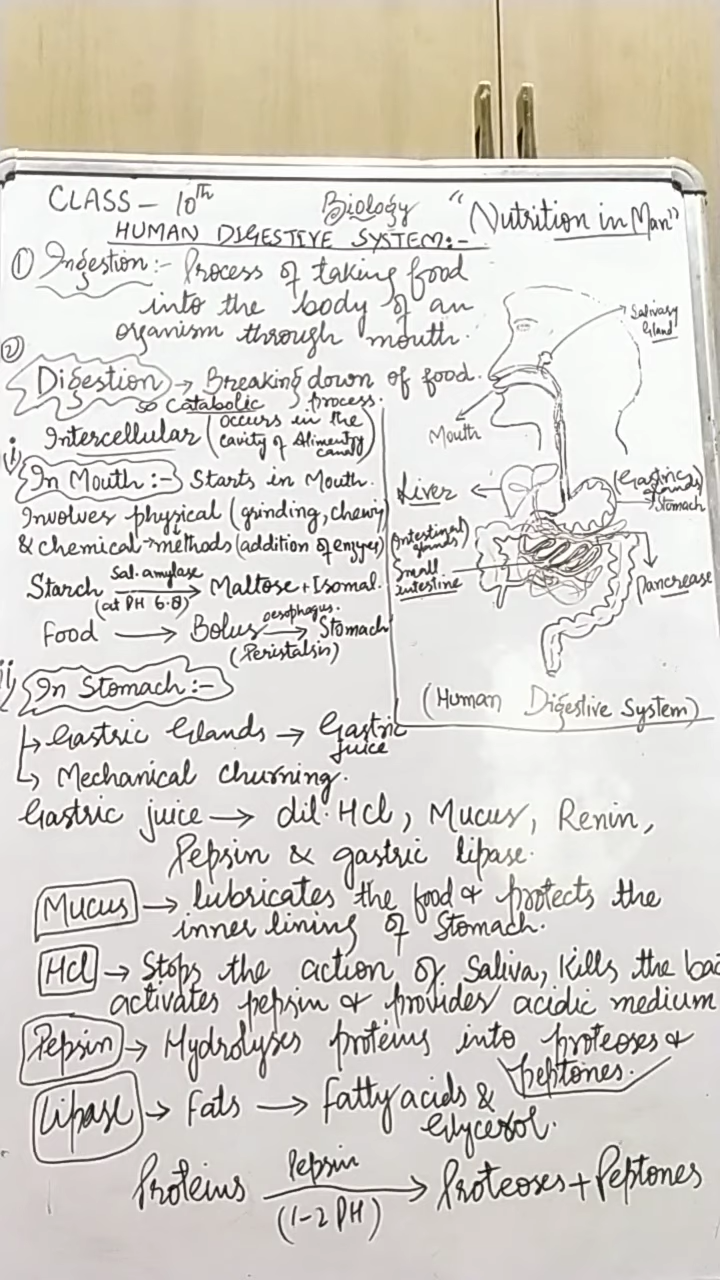 CLASS - 10th Biology "Nutrition in Man"
HUMAN DIGESTIVE SYSTEM:-
① Ingestion:- Process of taking food
into the body of an
organism through mouth.
②
Digestion → Breaking down of food.
so Catabolic process.
Intercellular (occurs in the
cavity of Alimentry
canal)
i) In Mouth:- Starts in Mouth.
Involves physical (grinding, chewing
& chemical → methods (addition of enzymes)
Starch Sal. amylase → Maltose + Isomal.
(at PH 6.8)
Food → Bolus oesophagus. → Stomach
(Peristalsin)
Salivary
Gland
Mouth
Liver
(Gastric
glands)
Stomach
(Intestinal
glands)
Small
intestine
Pancrease
(Human Digestive System)
ii) In Stomach:-
↳ Gastric Glands → Gastric
juice
↳ Mechanical churning.
Gastric juice → dil. Hcl, Mucus, Renin,
Pepsin & gastric lipase.
Mucus → lubricates the food & protects the
inner lining of Stomach.
Hcl → Stops the action of Saliva, kills the bac
activates pepsin & provides acidic medium
Pepsin → Hydrolyses proteins into proteoses &
peptones.
Lipase → Fats → Fatty acids &
Glycerol.
Proteins Pepsin → Proteoses + Peptones
(1-2 PH)